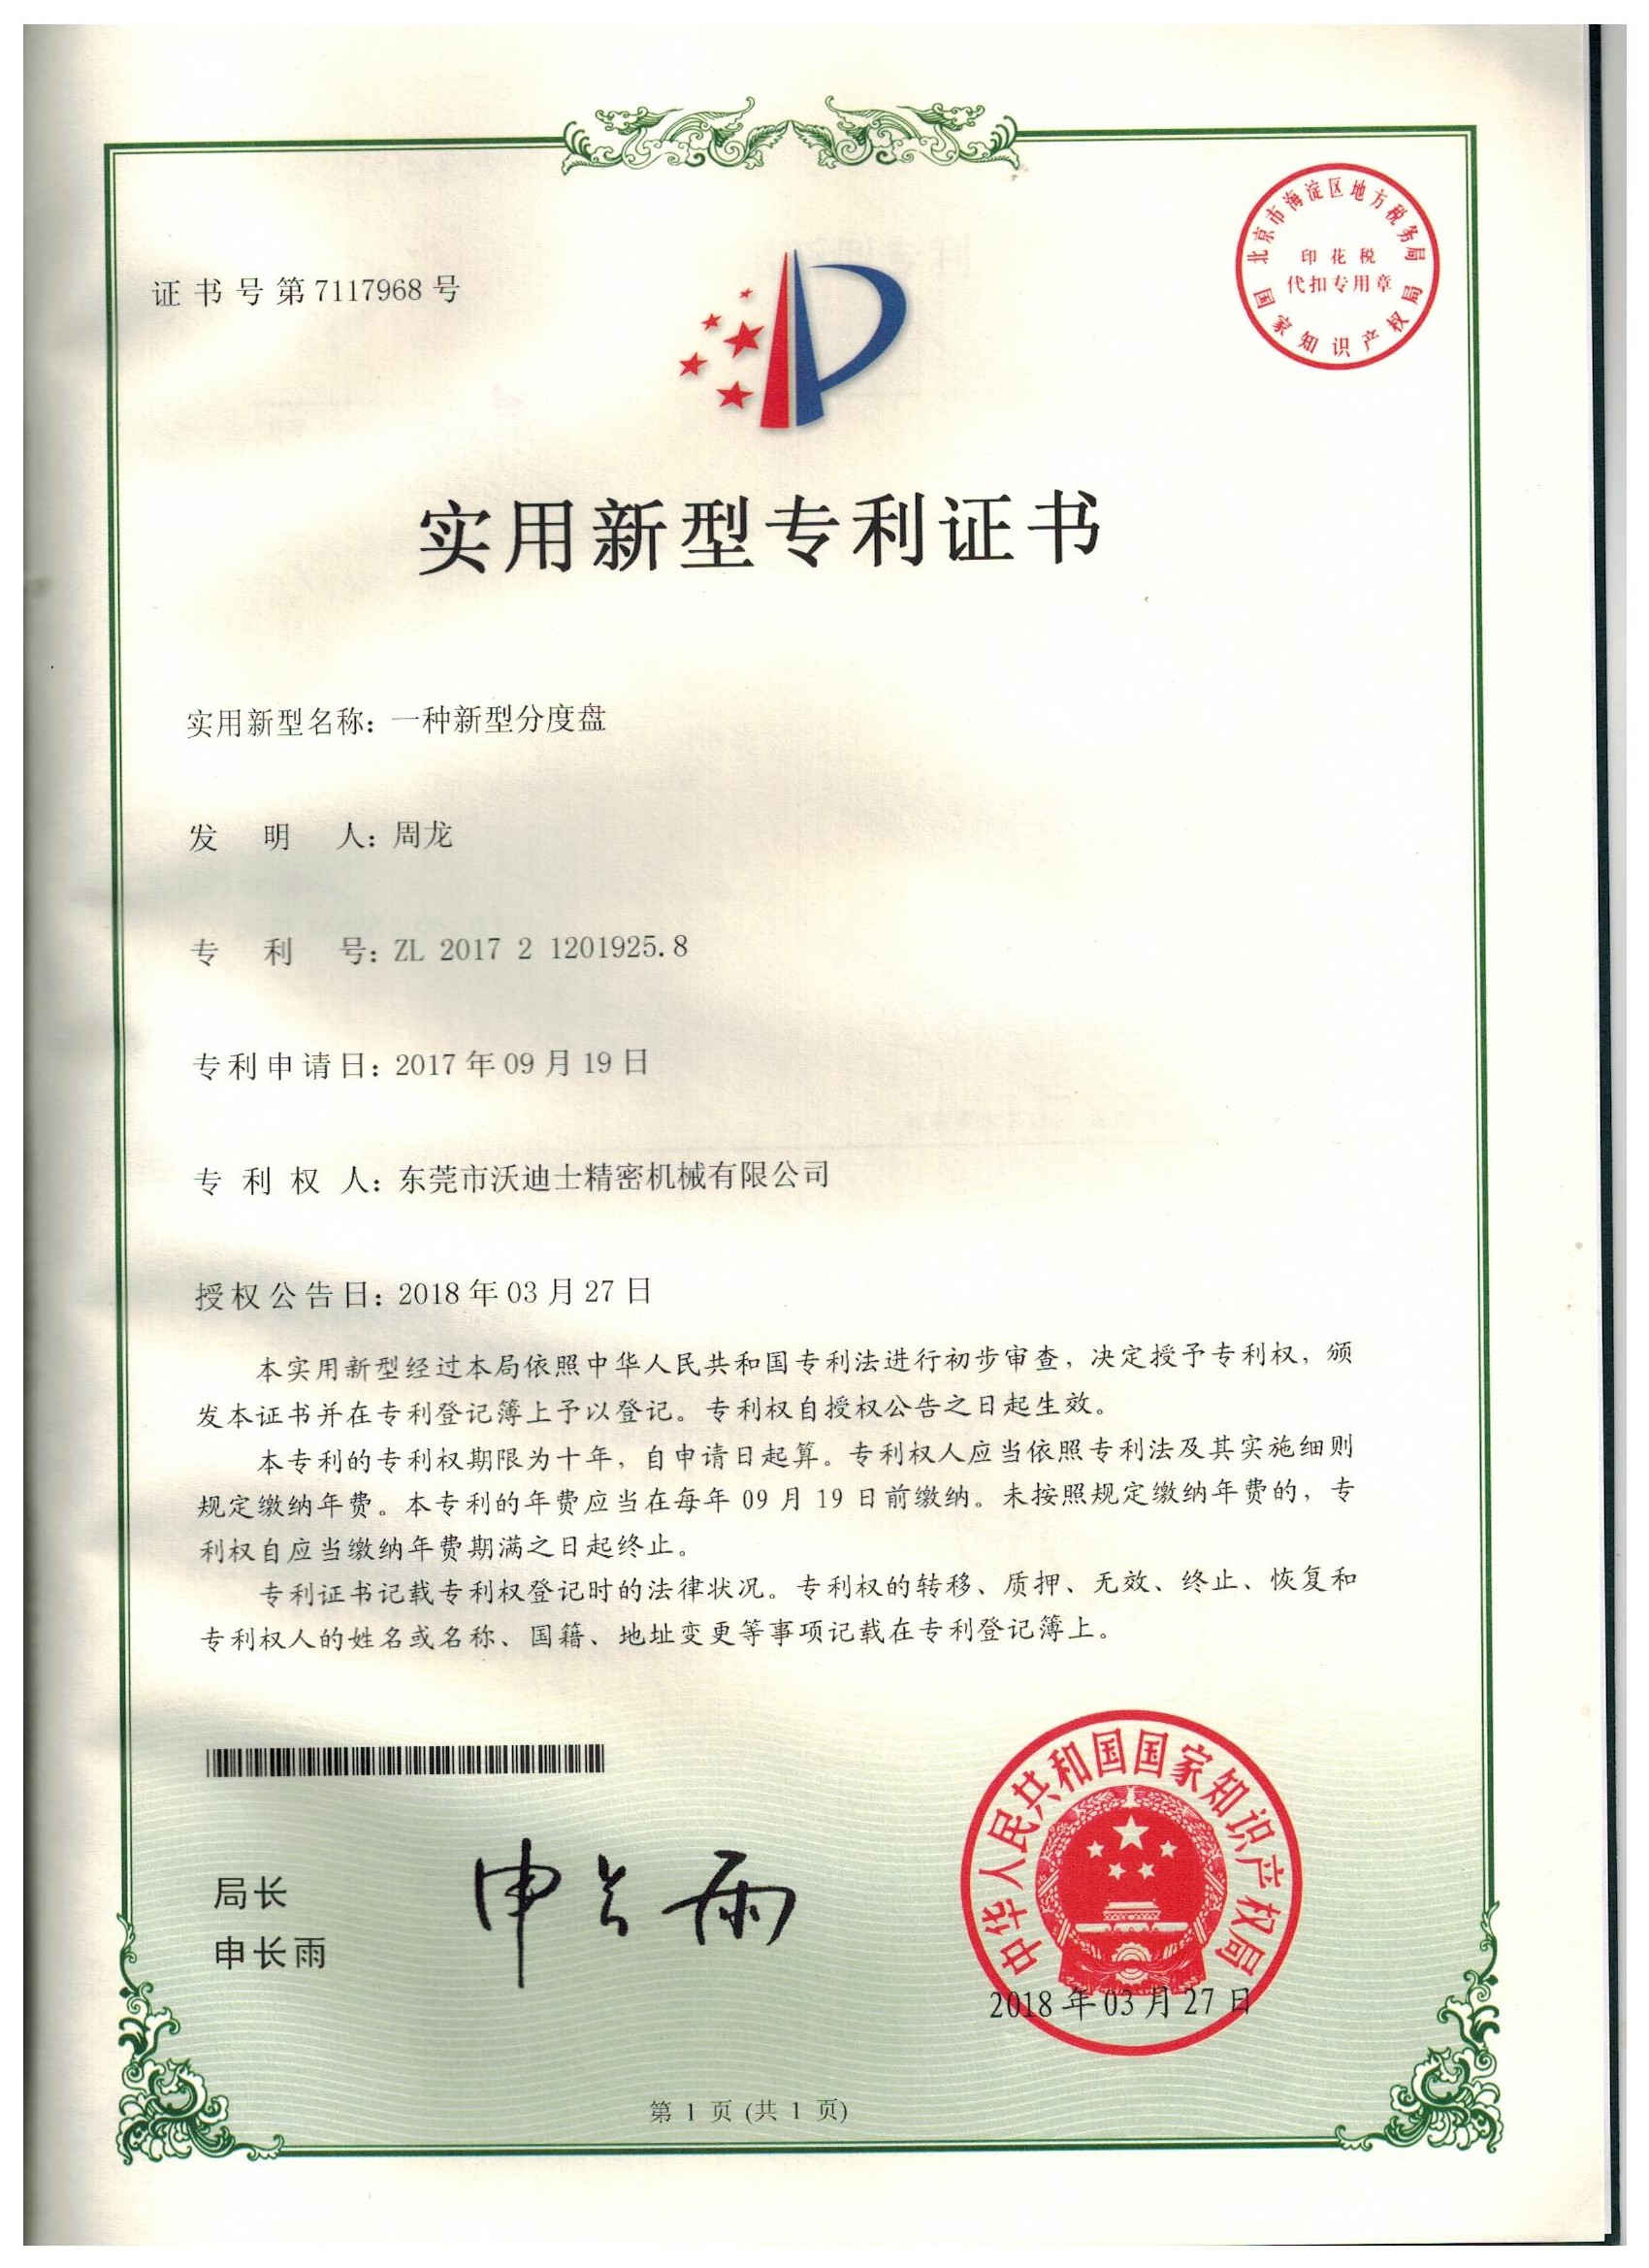 证书号第7117968号
北京市海淀区地方税务局
印花税
代扣专用章
国家知识产权局
实用新型专利证书
实用新型名称：一种新型分度盘
发明人：周龙
专利号：ZL 2017 2 1201925.8
专利申请日：2017年09月19日
专利权人：东莞市沃迪士精密机械有限公司
授权公告日：2018年03月27日
本实用新型经过本局依照中华人民共和国专利法进行初步审查，决定授予专利权，颁
发本证书并在专利登记簿上予以登记。专利权自授权公告之日起生效。
本专利的专利权期限为十年，自申请日起算。专利权人应当依照专利法及其实施细则
规定缴纳年费。本专利的年费应当在每年09月19日前缴纳。未按照规定缴纳年费的，专
利权自应当缴纳年费期满之日起终止。
专利证书记载专利权登记时的法律状况。专利权的转移、质押、无效、终止、恢复和
专利权人的姓名或名称、国籍、地址变更等事项记载在专利登记簿上。
局长
申长雨
申长雨
中华人民共和国国家知识产权局
2018年03月27日
第1页(共1页)